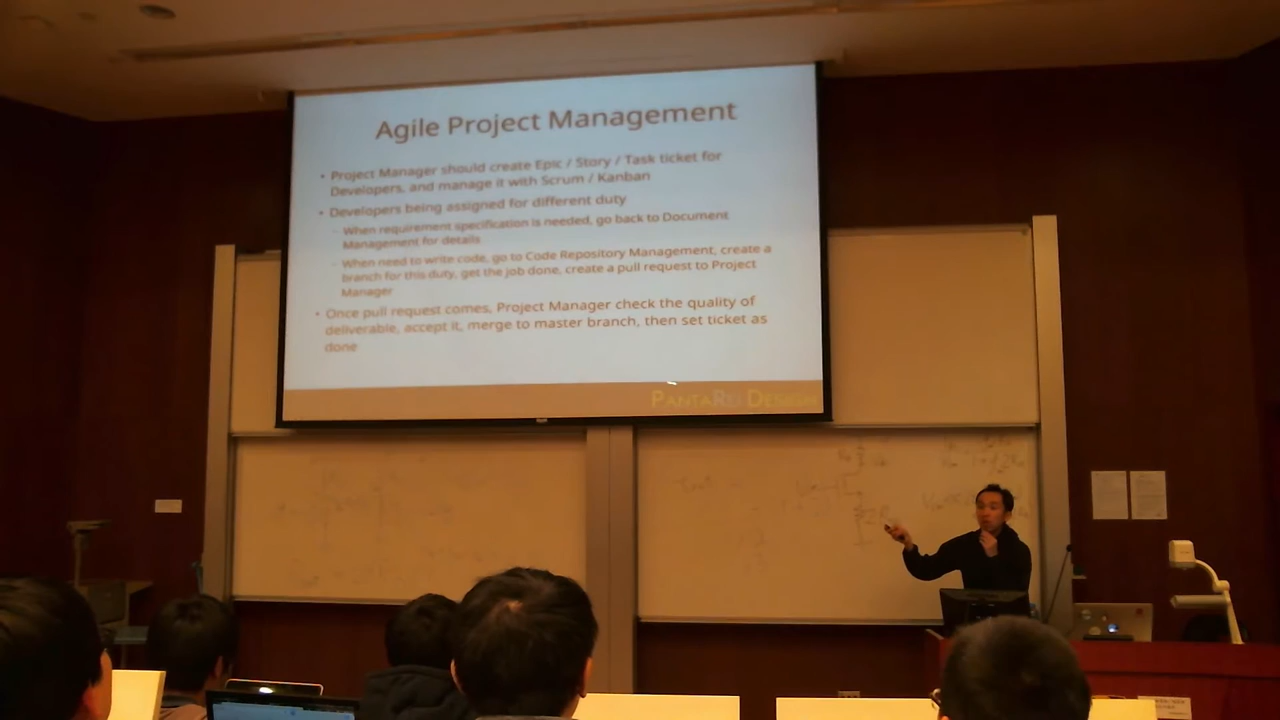 Agile Project Management
• Project Manager should create Epic / Story / Task ticket for
Developers, and manage it with Scrum / Kanban
• Developers being assigned for different duty
– When requirement specification is needed, go back to Document
Management for details
– When need to write code, go to Code Repository Management, create a
branch for this duty, get the job done, create a pull request to Project
Manager
• Once pull request comes, Project Manager check the quality of
deliverable, accept it, merge to master branch, then set ticket as
done
PANTAREI DESIGN